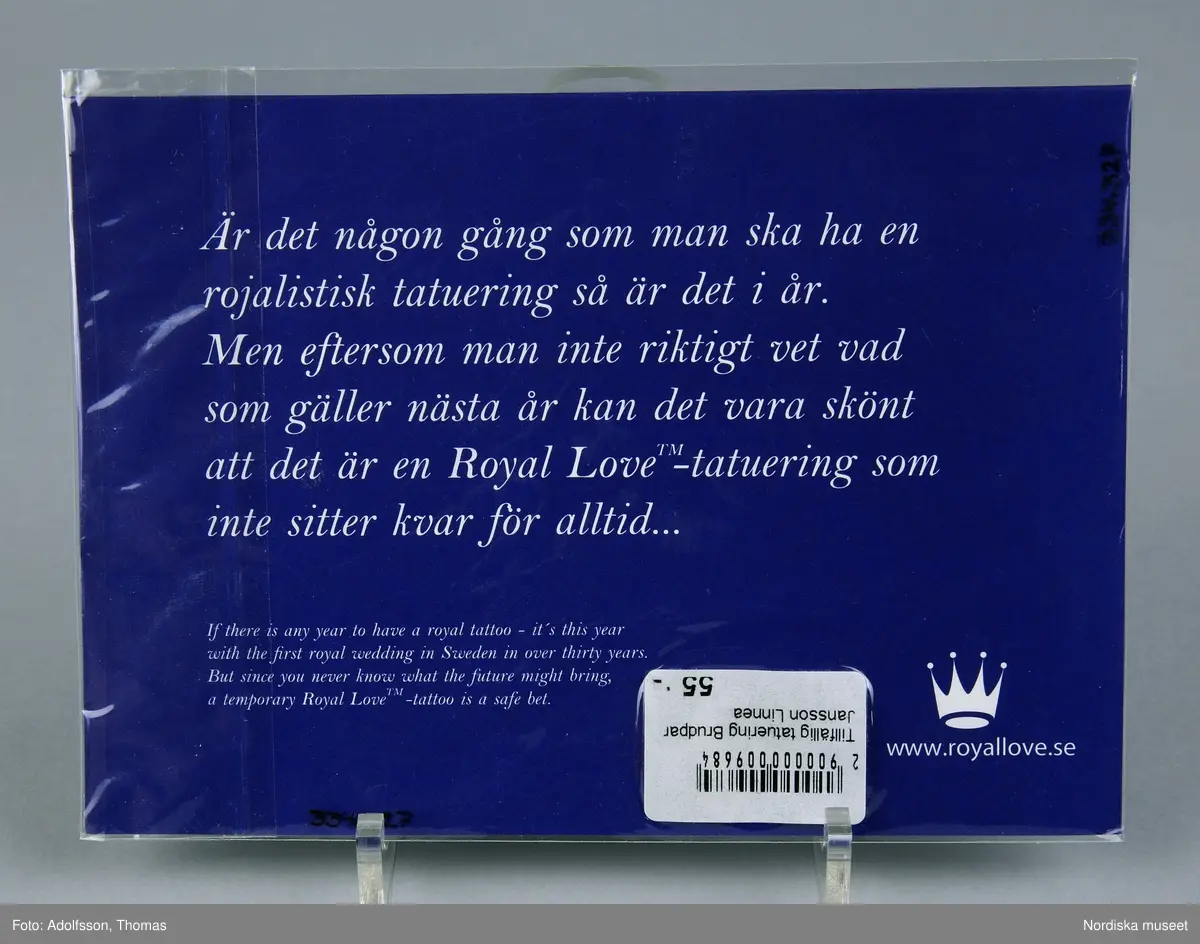 Är det någon gång som man ska ha en
rojalistisk tatuering så är det i år.
Men eftersom man inte riktigt vet vad
som gäller nästa år kan det vara skönt
att det är en Royal Love™-tatuering som
inte sitter kvar för alltid...
If there is any year to have a royal tattoo - it´s this year
with the first royal wedding in Sweden in over thirty years.
But since you never know what the future might bring,
a temporary Royal Love™ -tattoo is a safe bet.
2 900000 009684
Tillfällig tatuering Brudpar
Jansson Linnea
55 :-
www.royallove.se
Foto: Adolfsson, Thomas
Nordiska museet